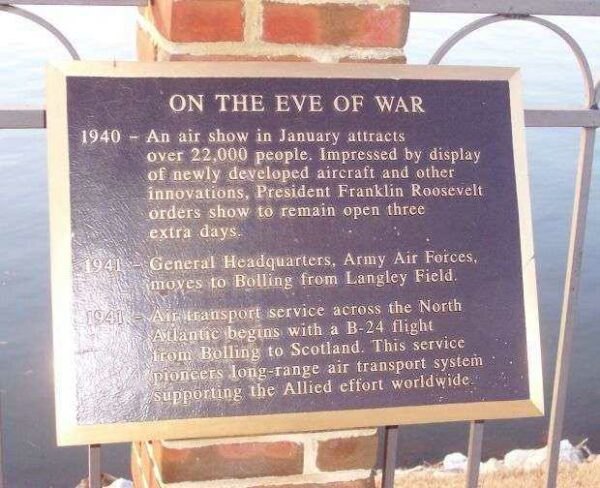 ON THE EVE OF WAR
1940 – An air show in January attracts
over 22,000 people. Impressed by display
of newly developed aircraft and other
innovations, President Franklin Roosevelt
orders show to remain open three
extra days.
1941 – General Headquarters, Army Air Forces,
moves to Bolling from Langley Field.
1941 – Air transport service across the North
Atlantic begins with a B-24 flight
from Bolling to Scotland. This service
pioneers long-range air transport system
supporting the Allied effort worldwide.